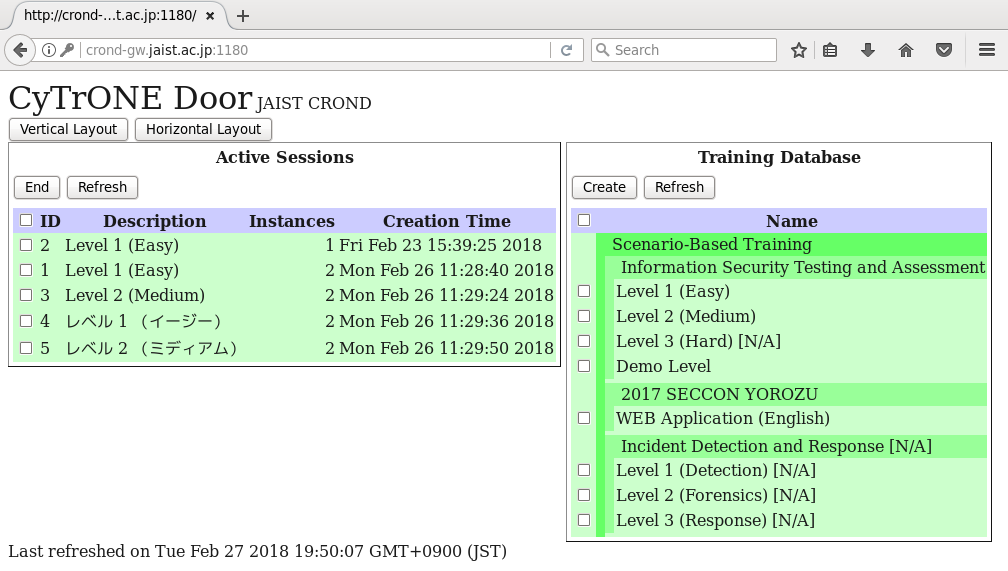 http://crond-...t.ac.jp:1180/
crond-gw.jaist.ac.jp:1180
Search
CyTrONE Door JAIST CROND
Vertical Layout Horizontal Layout
Active Sessions
End Refresh
ID Description Instances Creation Time
2 Level 1 (Easy) 1 Fri Feb 23 15:39:25 2018
1 Level 1 (Easy) 2 Mon Feb 26 11:28:40 2018
3 Level 2 (Medium) 2 Mon Feb 26 11:29:24 2018
4 レベル 1 （イージー） 2 Mon Feb 26 11:29:36 2018
5 レベル 2 （ミディアム） 2 Mon Feb 26 11:29:50 2018
Training Database
Create Refresh
Name
Scenario-Based Training
Information Security Testing and Assessment
Level 1 (Easy)
Level 2 (Medium)
Level 3 (Hard) [N/A]
Demo Level
2017 SECCON YOROZU
WEB Application (English)
Incident Detection and Response [N/A]
Level 1 (Detection) [N/A]
Level 2 (Forensics) [N/A]
Level 3 (Response) [N/A]
Last refreshed on Tue Feb 27 2018 19:50:07 GMT+0900 (JST)